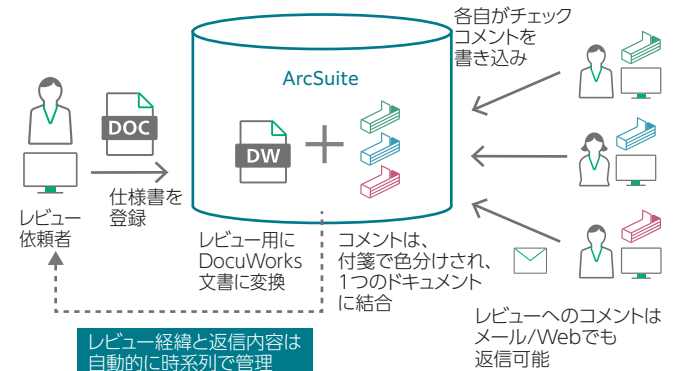 各自がチェック
コメントを
書き込み
ArcSuite
DOC
DW
仕様書を
登録
レビュー
依頼者
レビュー用に
DocuWorks
文書に変換
コメントは、
付箋で色分けされ、
1つのドキュメント
に結合
レビューへのコメントは
メール/Webでも
返信可能
レビュー経緯と返信内容は
自動的に時系列で管理